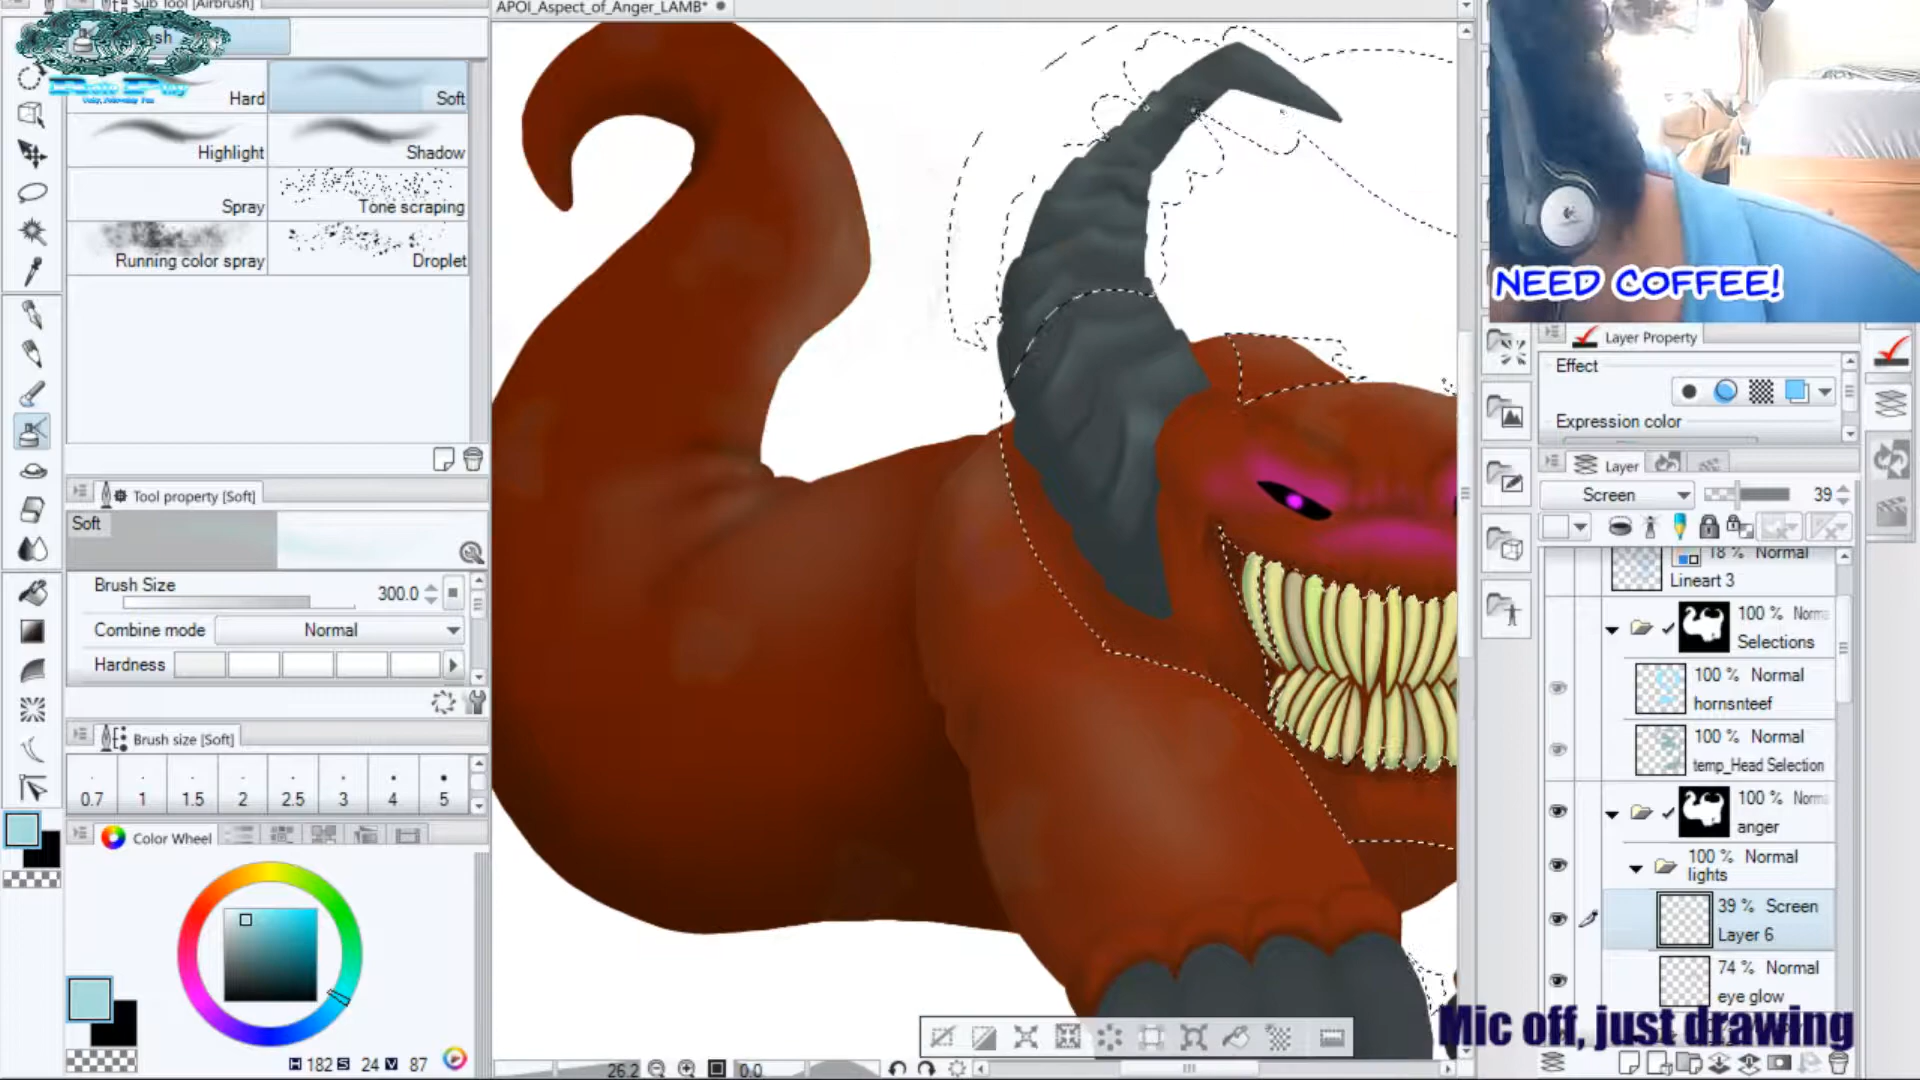 Sub Tool [Airbrush]
APOI_Aspect_of_Anger_LAMB*
Hard
Soft
Highlight
Shadow
Spray
Tone scraping
Running color spray
Droplet
NEED COFFEE!
Tool property [Soft]
Soft
Brush Size
300.0
Combine mode
Normal
Hardness
Brush size [Soft]
0.7 1 1.5 2 2.5 3 4 5
Color Wheel
H 182 S 24 V 87
26.2
0.0
Layer Property
Effect
Expression color
Layer
Screen
39
18 % Normal
Lineart 3
100 % Norma
Selections
100 % Normal
hornsnteef
100 % Normal
temp_Head Selection
100 % Norma
anger
100 % Normal
lights
39 % Screen
Layer 6
74 % Normal
eye glow
Mic off, just drawing